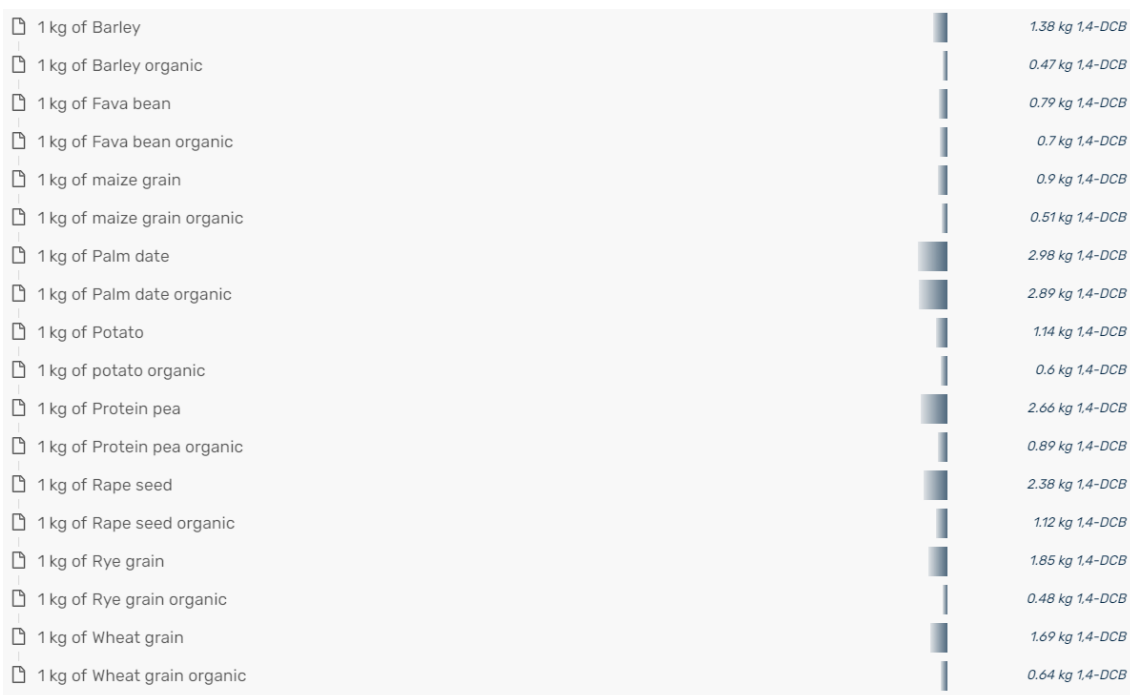 1 kg of Barley 1.38 kg 1,4-DCB
1 kg of Barley organic 0.47 kg 1,4-DCB
1 kg of Fava bean 0.79 kg 1,4-DCB
1 kg of Fava bean organic 0.7 kg 1,4-DCB
1 kg of maize grain 0.9 kg 1,4-DCB
1 kg of maize grain organic 0.51 kg 1,4-DCB
1 kg of Palm date 2.98 kg 1,4-DCB
1 kg of Palm date organic 2.89 kg 1,4-DCB
1 kg of Potato 1.14 kg 1,4-DCB
1 kg of potato organic 0.6 kg 1,4-DCB
1 kg of Protein pea 2.66 kg 1,4-DCB
1 kg of Protein pea organic 0.89 kg 1,4-DCB
1 kg of Rape seed 2.38 kg 1,4-DCB
1 kg of Rape seed organic 1.12 kg 1,4-DCB
1 kg of Rye grain 1.85 kg 1,4-DCB
1 kg of Rye grain organic 0.48 kg 1,4-DCB
1 kg of Wheat grain 1.69 kg 1,4-DCB
1 kg of Wheat grain organic 0.64 kg 1,4-DCB